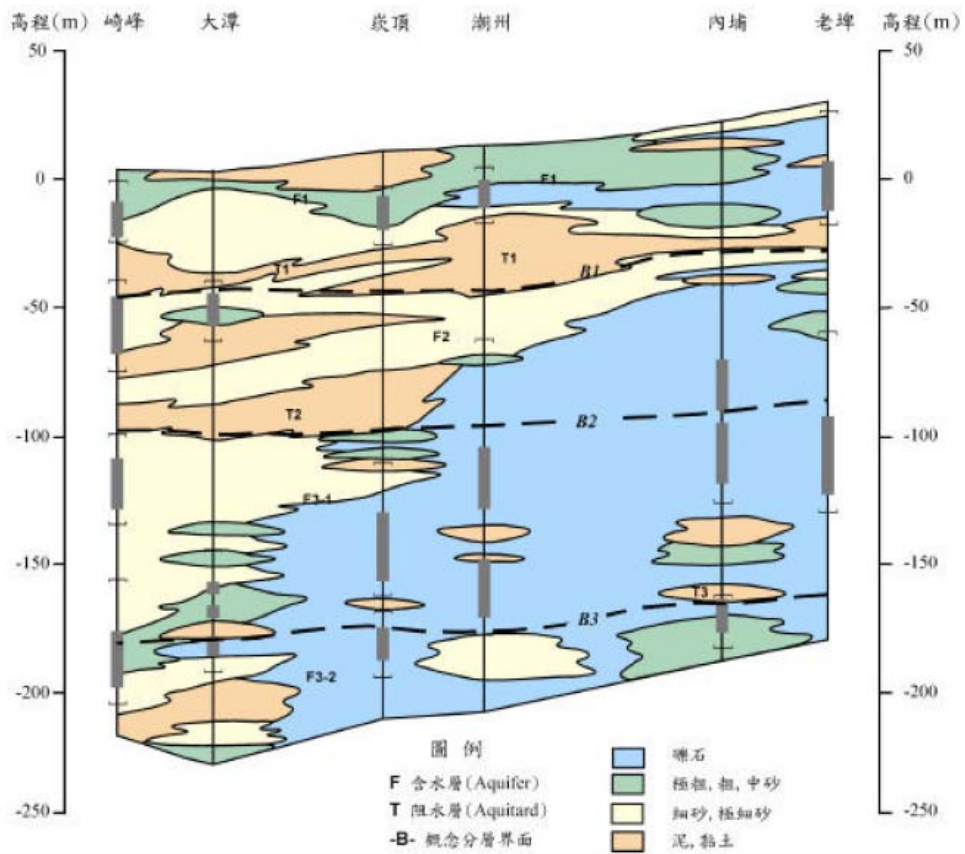 高程(m) 崎峰 大潭 崁頂 潮州 內埔 老埤 高程(m)
50 50
0 0
F1 F1
T1 T1 B1
-50 -50
F2
T2 B2
-100 -100
F3-1
-150 -150
T3
B3
F3-2
-200 -200
圖 例
F 含水層(Aquifer)
T 阻水層(Aquitard)
-B- 概念分層界面
礫石
極粗, 粗, 中砂
細砂, 極細砂
泥, 黏土
-250 -250